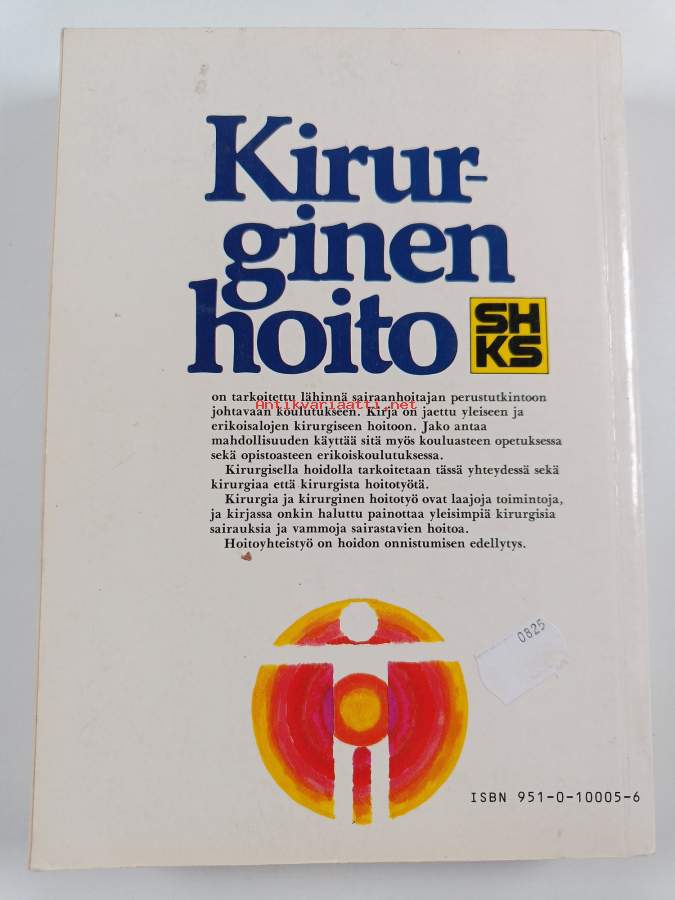 Kirur-
ginen
hoito
SH
KS
on tarkoitettu lähinnä sairaanhoitajan perustutkintoon
Antikvariaatti.net
johtavaan koulutukseen. Kirja on jaettu yleiseen ja
erikoisalojen kirurgiseen hoitoon. Jako antaa
mahdollisuuden käyttää sitä myös kouluasteen opetuksessa
sekä opistoasteen erikoiskoulutuksessa.
Kirurgisella hoidolla tarkoitetaan tässä yhteydessä sekä
kirurgiaa että kirurgista hoitotyötä.
Kirurgia ja kirurginen hoitotyö ovat laajoja toimintoja,
ja kirjassa onkin haluttu painottaa yleisimpiä kirurgisia
sairauksia ja vammoja sairastavien hoitoa.
Hoitoyhteistyö on hoidon onnistumisen edellytys.
0825
ISBN 951-0-10005-6